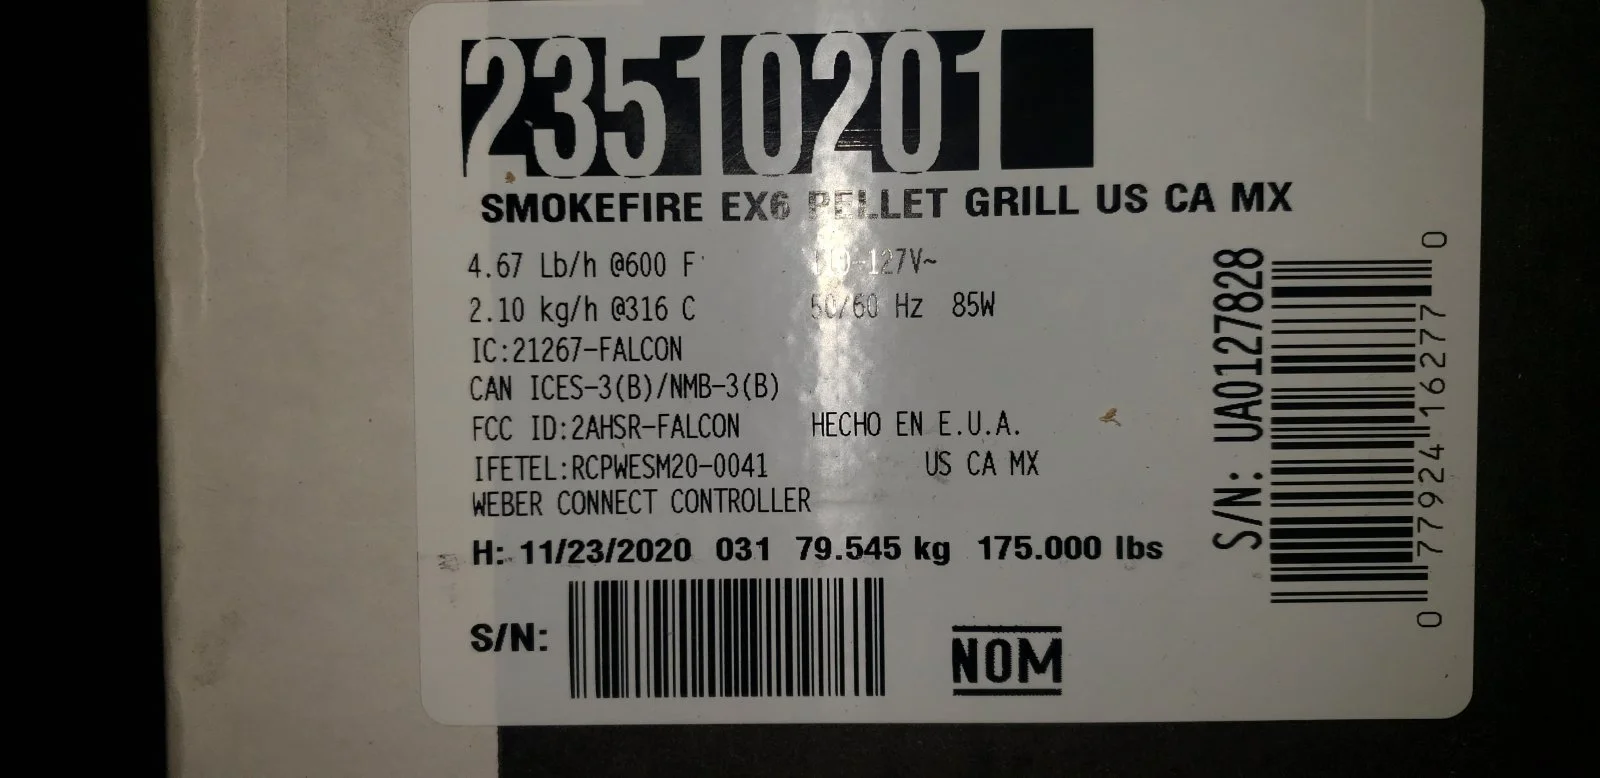 23510201
SMOKEFIRE EX6 PELLET GRILL US CA MX
4.67 Lb/h @600 F 127V~
2.10 kg/h @316 C 50/60 Hz 85W
IC:21267-FALCON
CAN ICES-3(B)/NMB-3(B)
FCC ID:2AHSR-FALCON HECHO EN E.U.A.
IFETEL:RCPWESM20-0041 US CA MX
WEBER CONNECT CONTROLLER
H: 11/23/2020 031 79.545 kg 175.000 lbs
S/N:
NOM
S/N: UA0127828
0 77924 16277 0